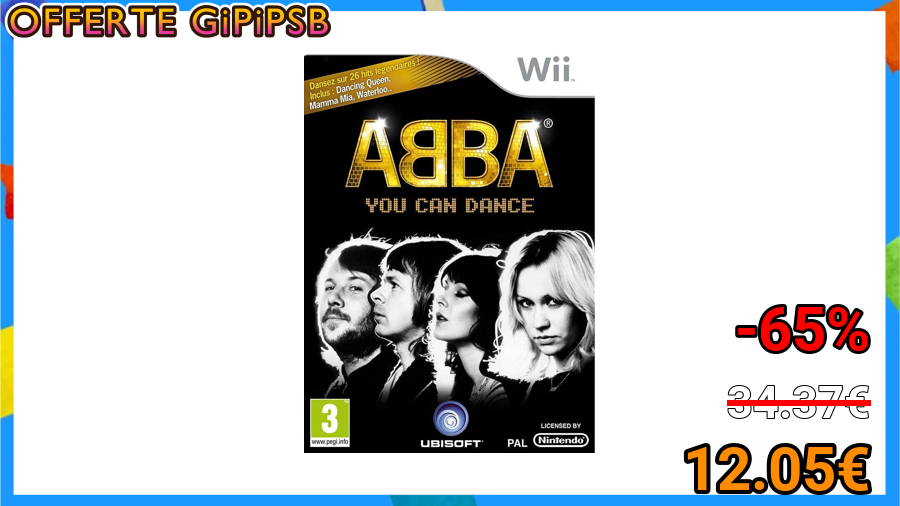 OFFERTE GiPiPSB
Wii
Dansez sur 26 hits légendaires !
Inclus : Dancing Queen,
Mamma Mia, Waterloo..
ABBA®
YOU CAN DANCE
-65%
34.37€
12.05€
3
www.pegi.info
UBISOFT
PAL
LICENSED BY
Nintendo